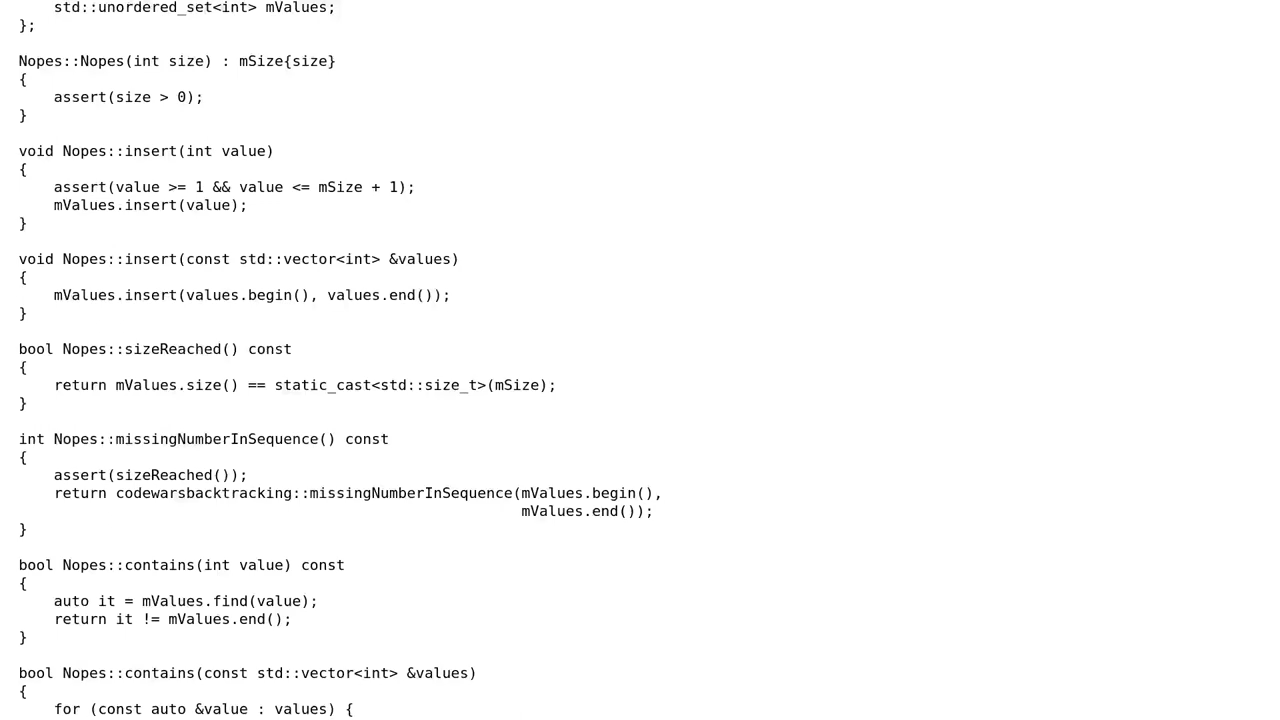 std::unordered_set<int> mValues;
};

Nopes::Nopes(int size) : mSize{size}
{
    assert(size > 0);
}

void Nopes::insert(int value)
{
    assert(value >= 1 && value <= mSize + 1);
    mValues.insert(value);
}

void Nopes::insert(const std::vector<int> &values)
{
    mValues.insert(values.begin(), values.end());
}

bool Nopes::sizeReached() const
{
    return mValues.size() == static_cast<std::size_t>(mSize);
}

int Nopes::missingNumberInSequence() const
{
    assert(sizeReached());
    return codewarsbacktracking::missingNumberInSequence(mValues.begin(),
                                                         mValues.end());
}

bool Nopes::contains(int value) const
{
    auto it = mValues.find(value);
    return it != mValues.end();
}

bool Nopes::contains(const std::vector<int> &values)
{
    for (const auto &value : values) {